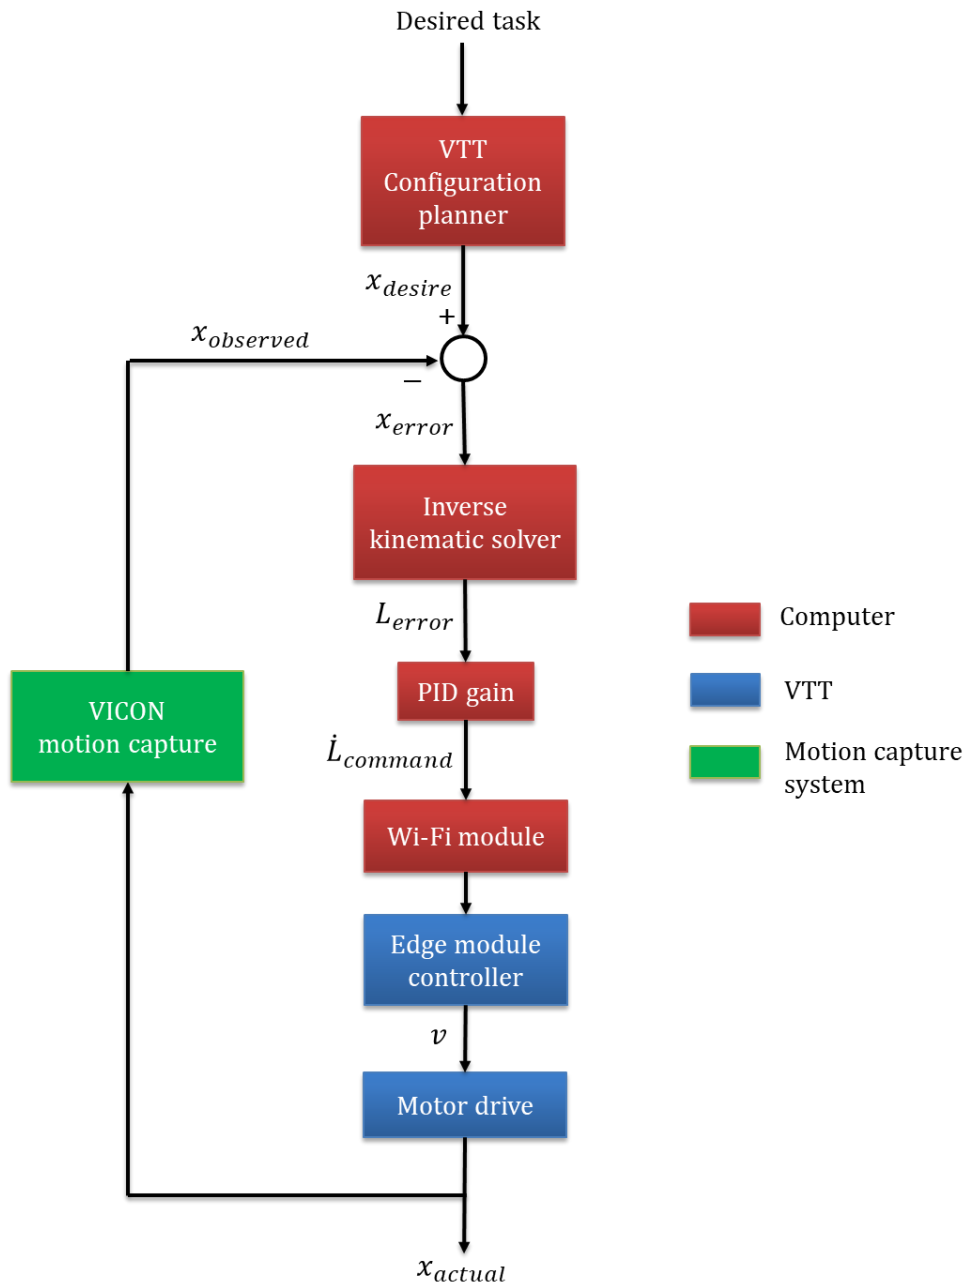 Desired task
VTT
Configuration
planner
x_desire
+
x_observed
−
x_error
Inverse
kinematic solver
L_error
Computer
PID gain
VTT
VICON
motion capture
L̇_command
Motion capture
system
Wi-Fi module
Edge module
controller
v
Motor drive
x_actual